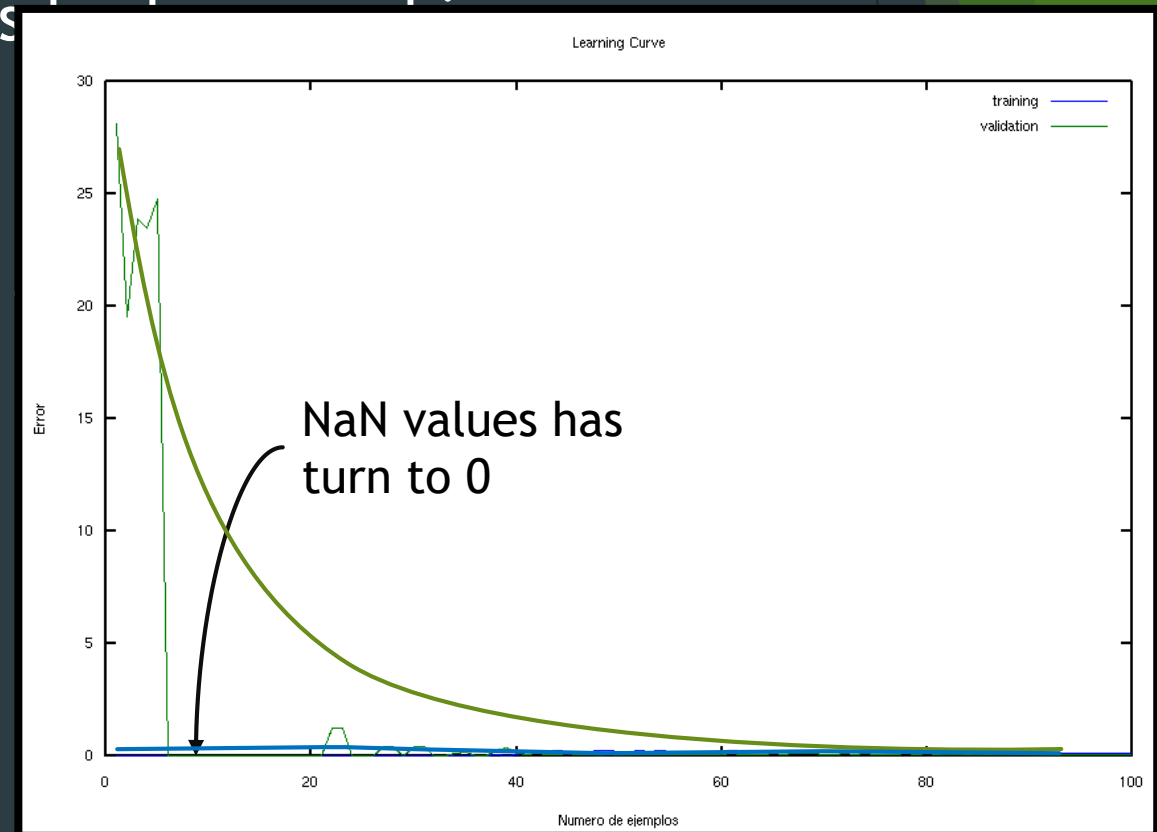 Learning Curve
training
validation
30
25
20
15
10
5
0
Error
NaN values has
turn to 0
0 20 40 60 80 100
Numero de ejemplos